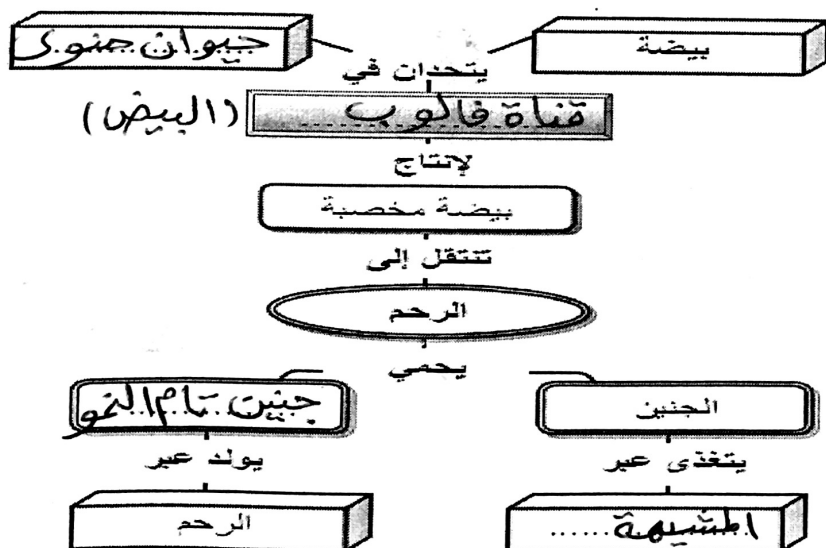 بيضة
حيوان منوى
يتحدان في
قناة فالوب (البيض)
لإنتاج
بيضة مخصبة
تنتقل إلى
الرحم
يحمي
الجنين
جنين تام النمو
يتغذى عبر
يولد عبر
المشيمة......
الرحم